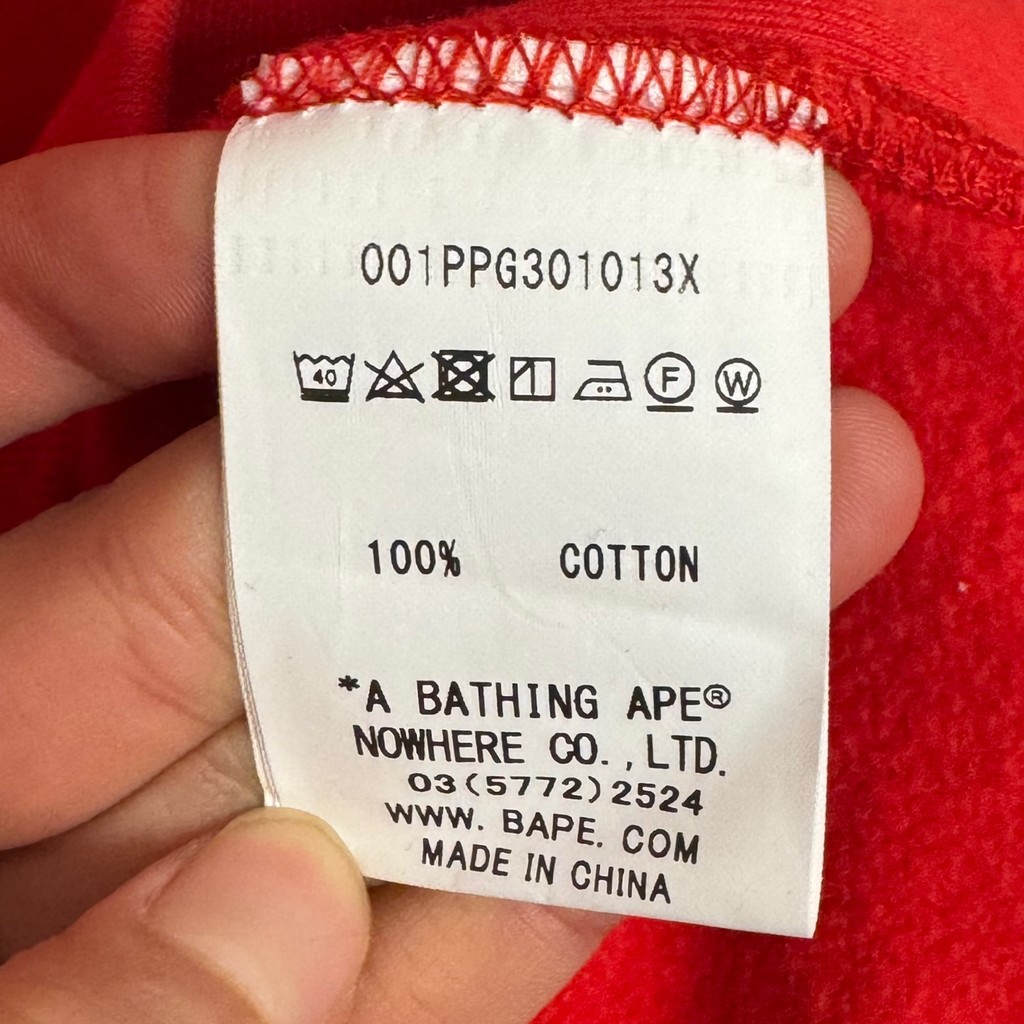 001PPG301013X
40 F W
100% COTTON
*A BATHING APE®
NOWHERE CO.,LTD.
03(5772)2524
WWW. BAPE. COM
MADE IN CHINA